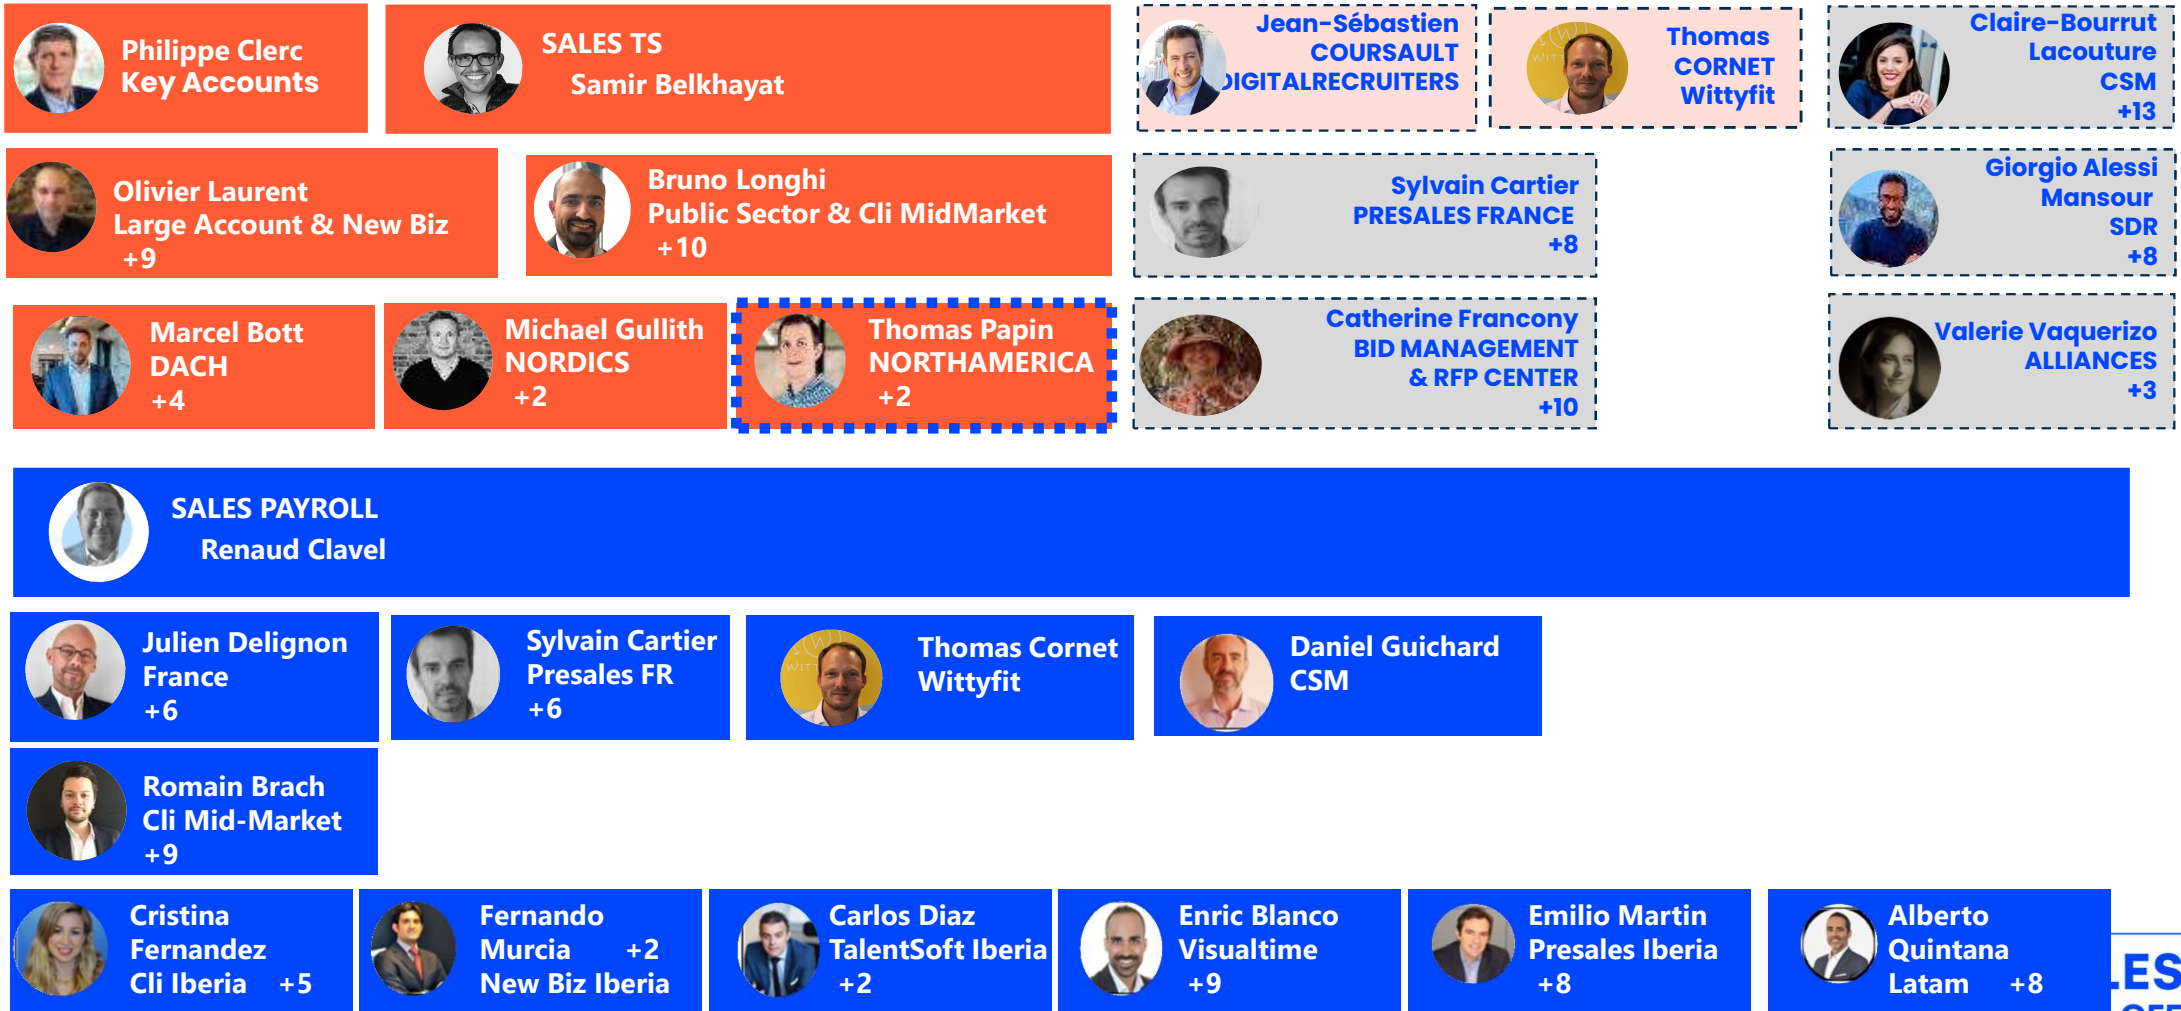 Philippe Clerc
Key Accounts
SALES TS
Samir Belkhayat
Jean-Sébastien
COURSAULT
DIGITALRECRUITERS
Thomas
CORNET
Wittyfit
Claire-Bourrut
Lacouture
CSM
+13
Olivier Laurent
Large Account & New Biz
+9
Bruno Longhi
Public Sector & Cli MidMarket
+10
Sylvain Cartier
PRESALES FRANCE
+8
Giorgio Alessi
Mansour
SDR
+8
Marcel Bott
DACH
+4
Michael Gullith
NORDICS
+2
Thomas Papin
NORTHAMERICA
+2
Catherine Francony
BID MANAGEMENT
& RFP CENTER
+10
Valerie Vaquerizo
ALLIANCES
+3
SALES PAYROLL
Renaud Clavel
Julien Delignon
France
+6
Sylvain Cartier
Presales FR
+6
Thomas Cornet
Wittyfit
Daniel Guichard
CSM
Romain Brach
Cli Mid-Market
+9
Cristina
Fernandez
Cli Iberia +5
Fernando
Murcia +2
New Biz Iberia
Carlos Diaz
TalentSoft Iberia
+2
Enric Blanco
Visualtime
+9
Emilio Martin
Presales Iberia
+8
Alberto
Quintana
Latam +8